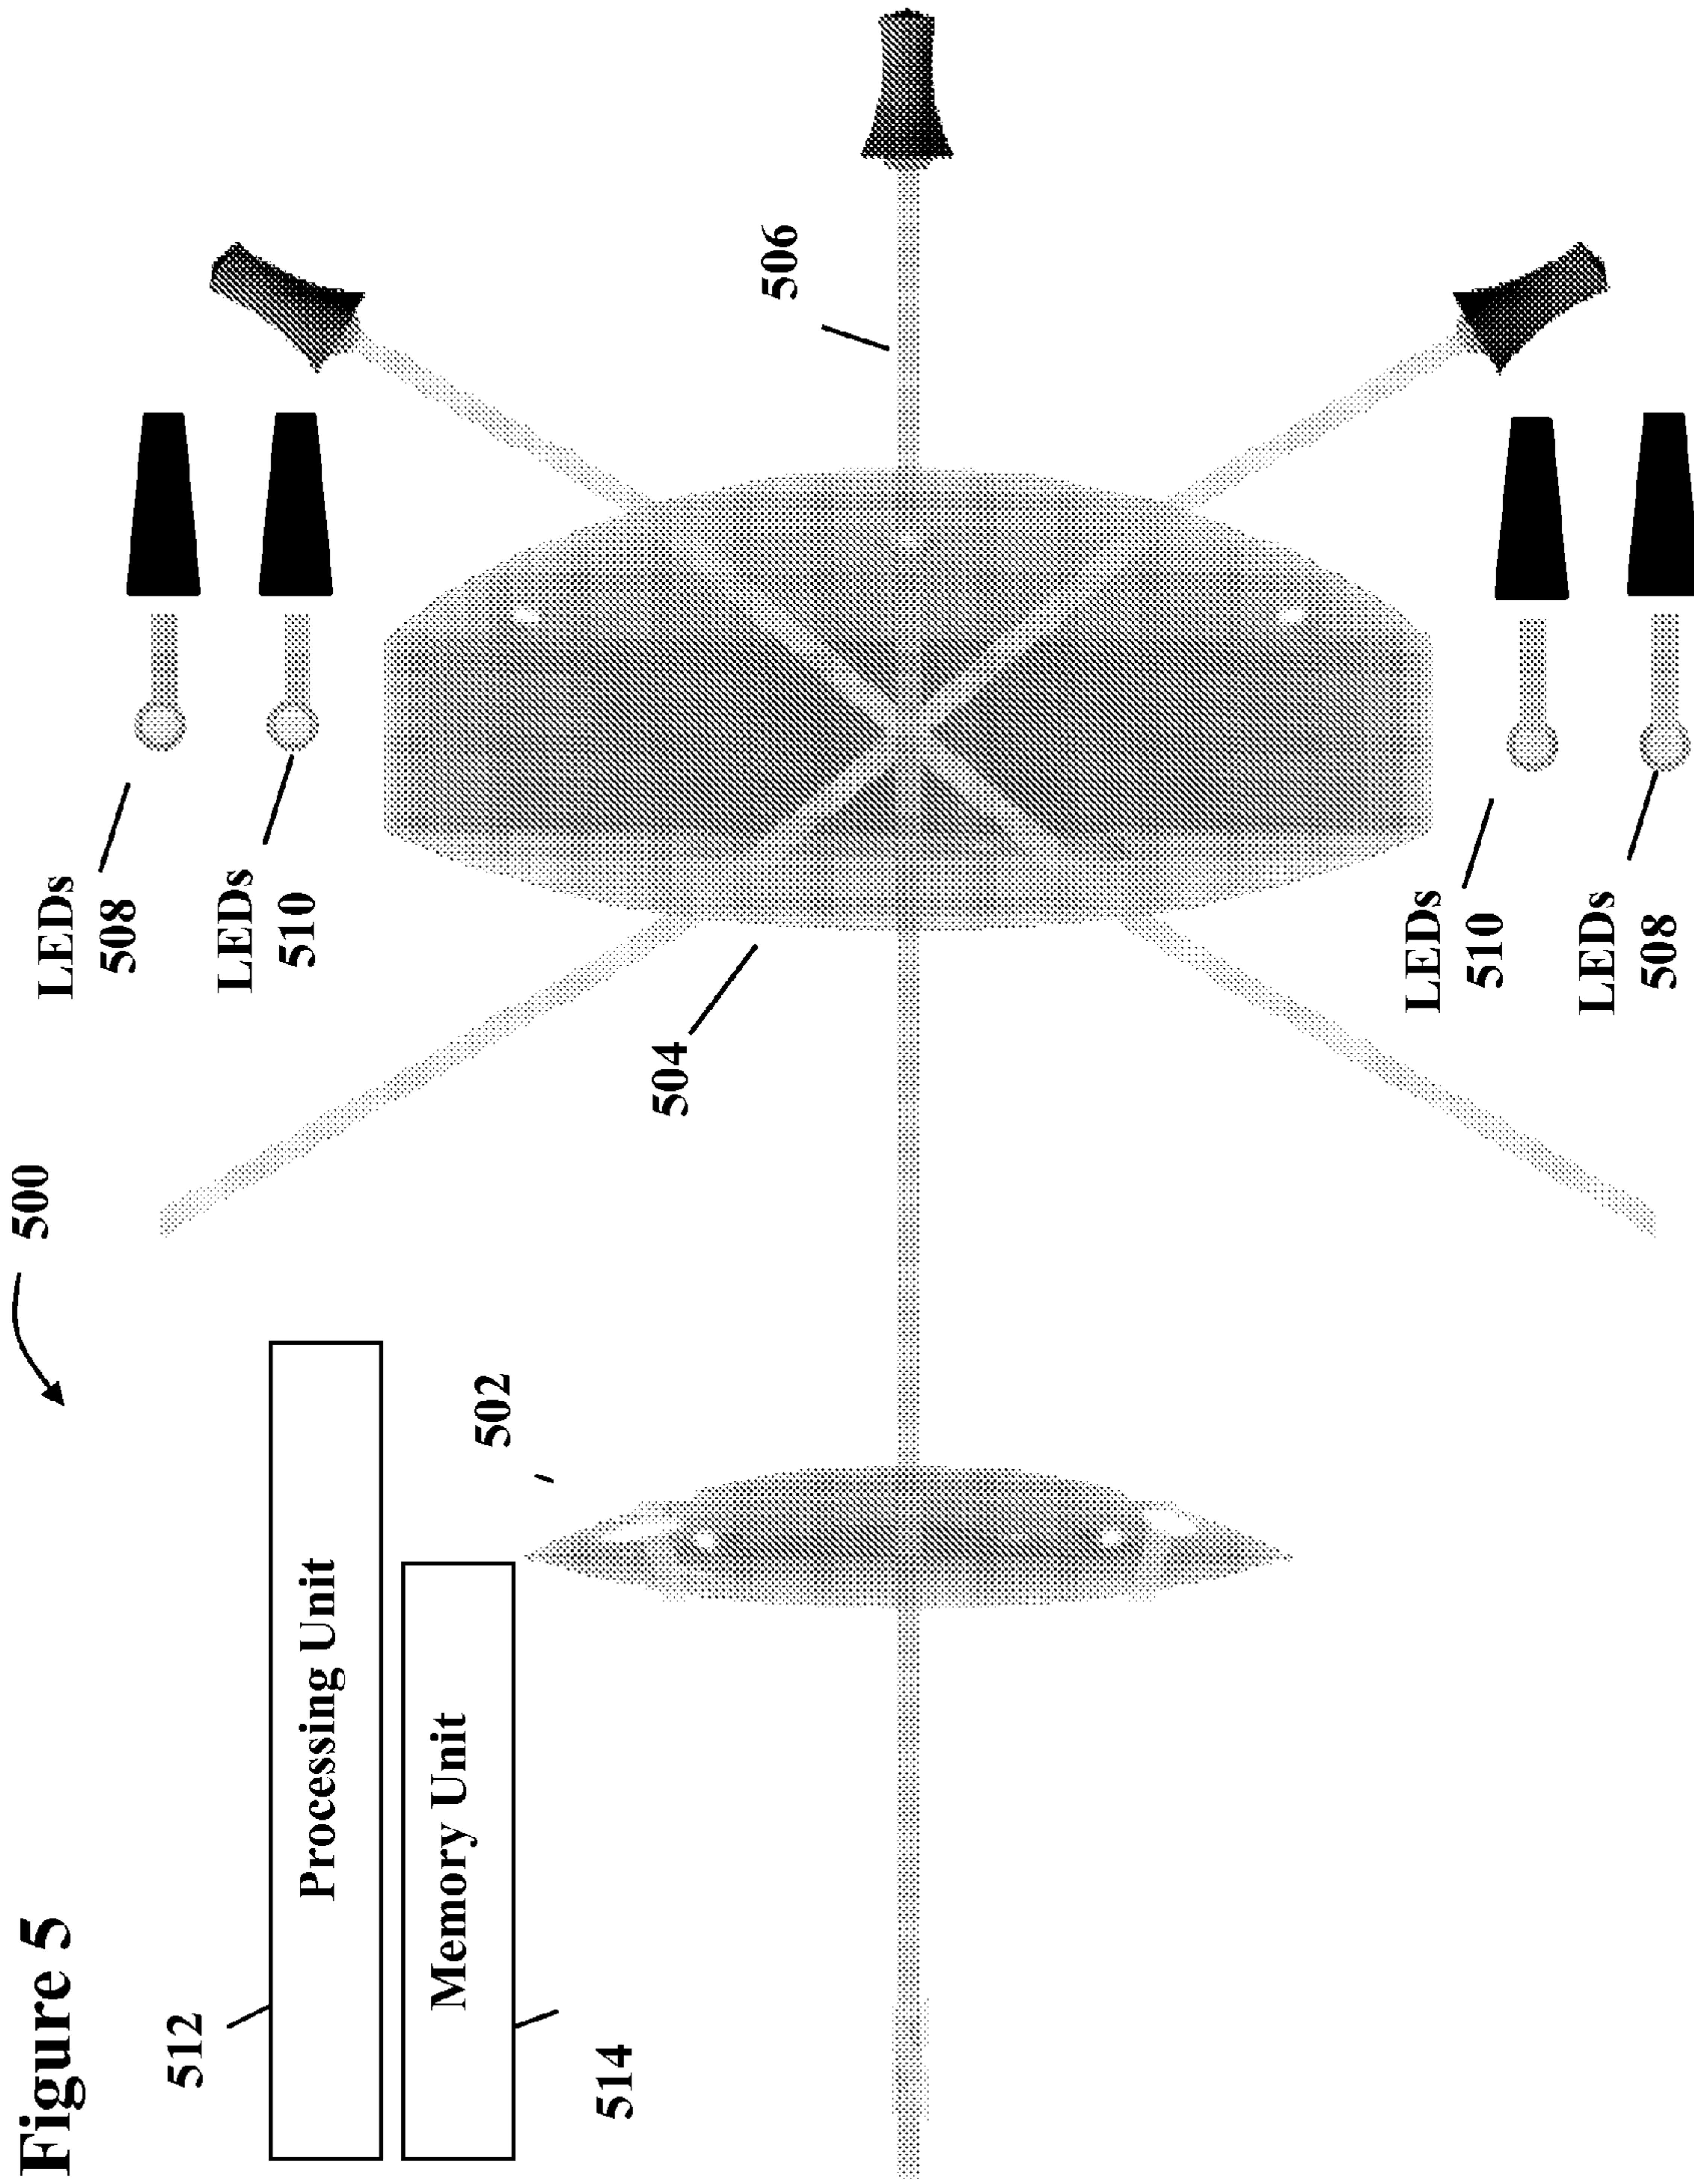 Figure 5
500
512
Processing Unit
Memory Unit
514
502
504
506
LEDs
508
LEDs
510
LEDs
510
LEDs
508